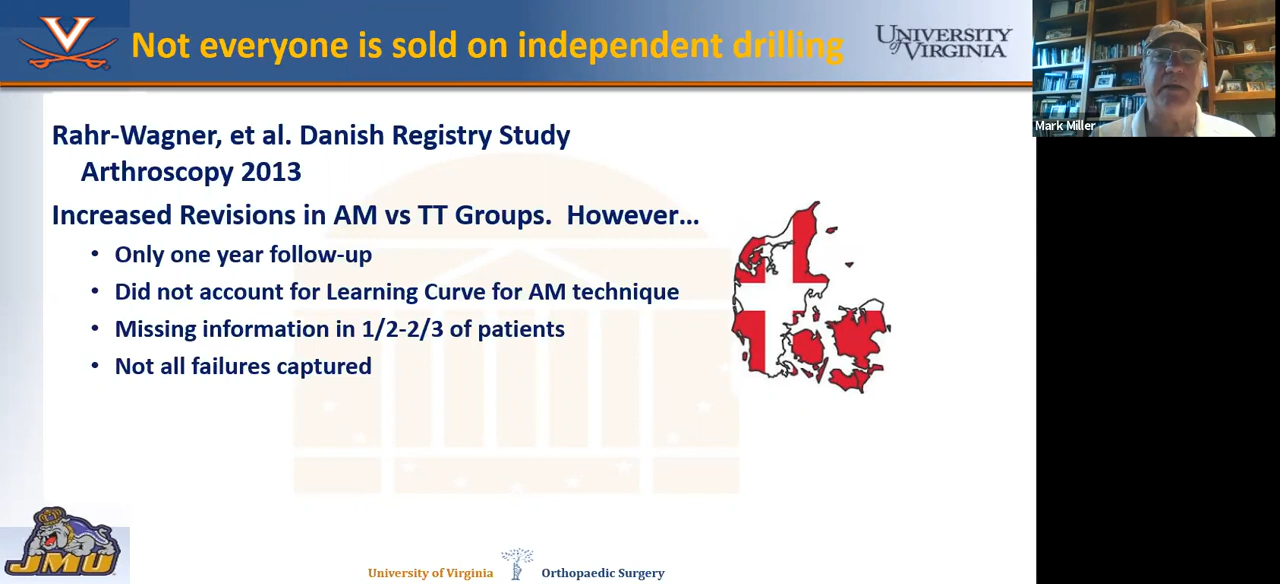 Not everyone is sold on independent drilling
UNIVERSITY of VIRGINIA
Mark Miller
Rahr-Wagner, et al. Danish Registry Study
Arthroscopy 2013
Increased Revisions in AM vs TT Groups.  However…
• Only one year follow-up
• Did not account for Learning Curve for AM technique
• Missing information in 1/2-2/3 of patients
• Not all failures captured
JMU
University of Virginia Orthopaedic Surgery